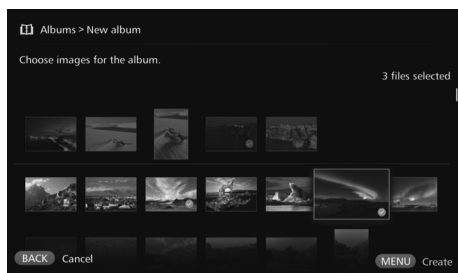 Albums > New album
Choose images for the album.
3 files selected
BACK Cancel
MENU Create